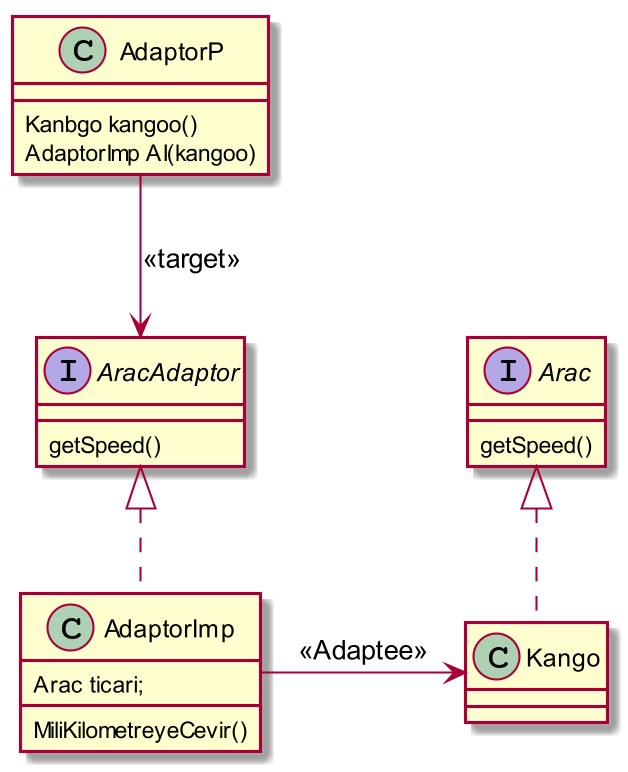 C AdaptorP
Kanbgo kangoo()
AdaptorImp AI(kangoo)
«target»
I AracAdaptor
getSpeed()
I Arac
getSpeed()
C AdaptorImp
Arac ticari;
MiliKilometreyeCevir()
«Adaptee»
C Kango